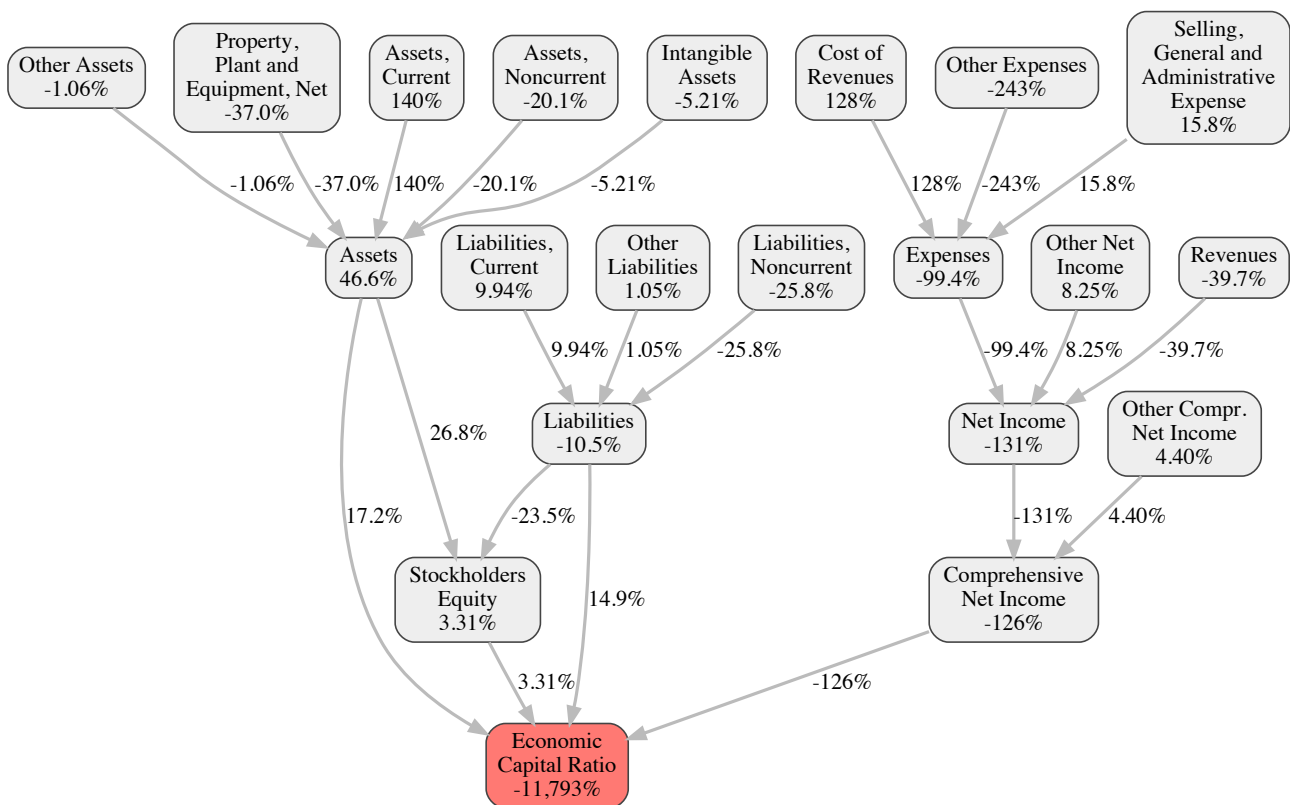 Other Assets
-1.06%
Property,
Plant and
Equipment, Net
-37.0%
Assets,
Current
140%
Assets,
Noncurrent
-20.1%
Intangible
Assets
-5.21%
Cost of
Revenues
128%
Other Expenses
-243%
Selling,
General and
Administrative
Expense
15.8%
-1.06%
-37.0%
140%
-20.1%
-5.21%
128%
-243%
15.8%
Assets
46.6%
Liabilities,
Current
9.94%
Other
Liabilities
1.05%
Liabilities,
Noncurrent
-25.8%
Expenses
-99.4%
Other Net
Income
8.25%
Revenues
-39.7%
9.94%
1.05%
-25.8%
-99.4%
8.25%
-39.7%
26.8%
Liabilities
-10.5%
Net Income
-131%
Other Compr.
Net Income
4.40%
17.2%
-23.5%
14.9%
-131%
4.40%
Stockholders
Equity
3.31%
Comprehensive
Net Income
-126%
3.31%
-126%
Economic
Capital Ratio
-11,793%